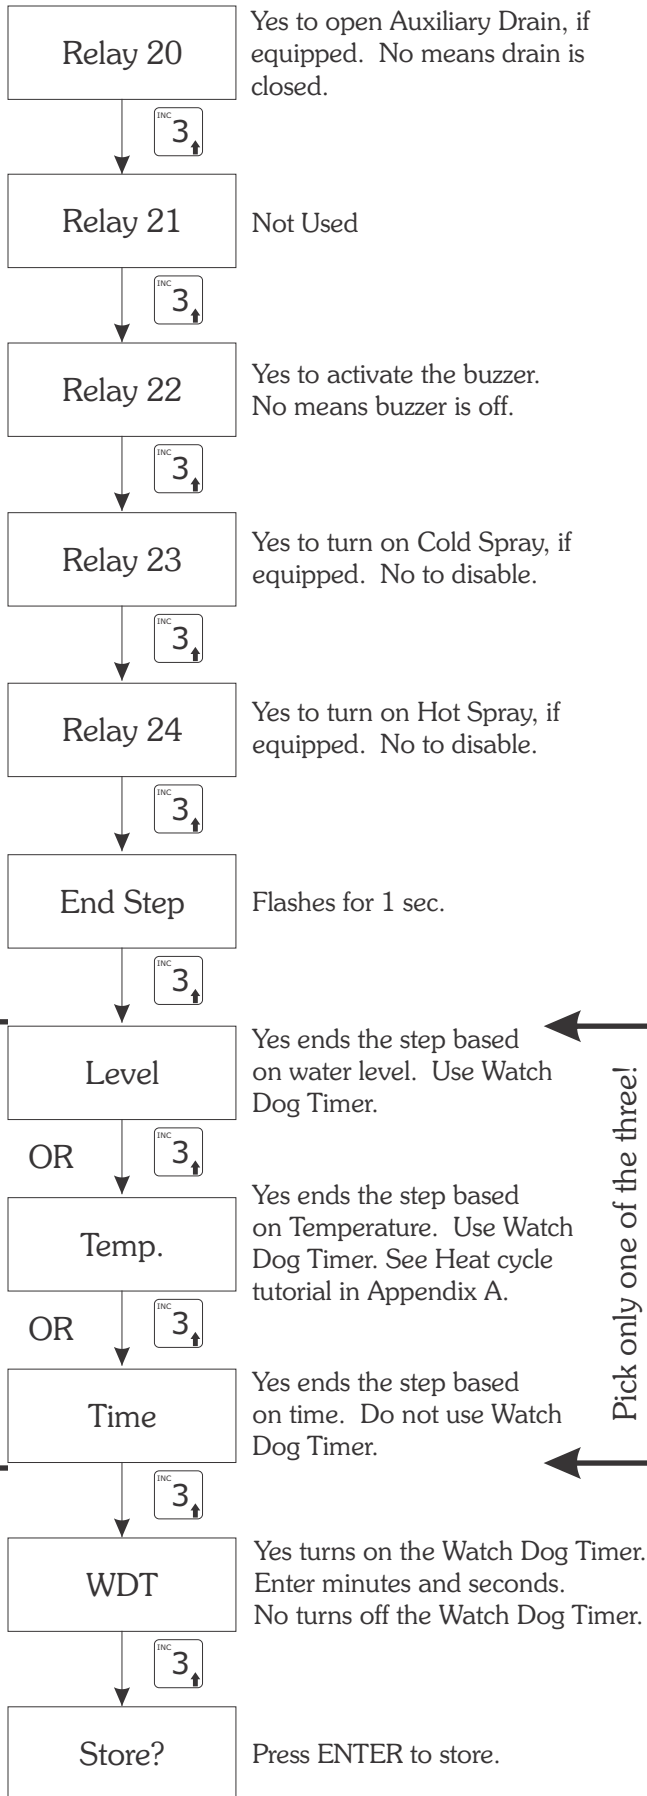 Relay 20
Yes to open Auxiliary Drain, if
equipped.  No means drain is
closed.
INC
3
Relay 21
Not Used
INC
3
Relay 22
Yes to activate the buzzer.
No means buzzer is off.
INC
3
Relay 23
Yes to turn on Cold Spray, if
equipped.  No to disable.
INC
3
Relay 24
Yes to turn on Hot Spray, if
equipped.  No to disable.
INC
3
End Step
Flashes for 1 sec.
INC
3
Level
Yes ends the step based
on water level.  Use Watch
Dog Timer.
OR
INC
3
Temp.
Yes ends the step based
on Temperature.  Use Watch
Dog Timer. See Heat cycle
tutorial in Appendix A.
OR
INC
3
Time
Yes ends the step based
on time.  Do not use Watch
Dog Timer.
Pick only one of the three!
INC
3
WDT
Yes turns on the Watch Dog Timer.
Enter minutes and seconds.
No turns off the Watch Dog Timer.
INC
3
Store?
Press ENTER to store.